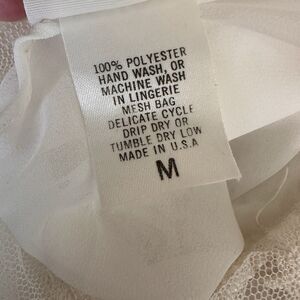 100% POLYESTER
HAND WASH, OR
MACHINE WASH
IN LINGERIE
MESH BAG
DELICATE CYCLE
DRIP DRY OR
TUMBLE DRY LOW
MADE IN U.S.A
M